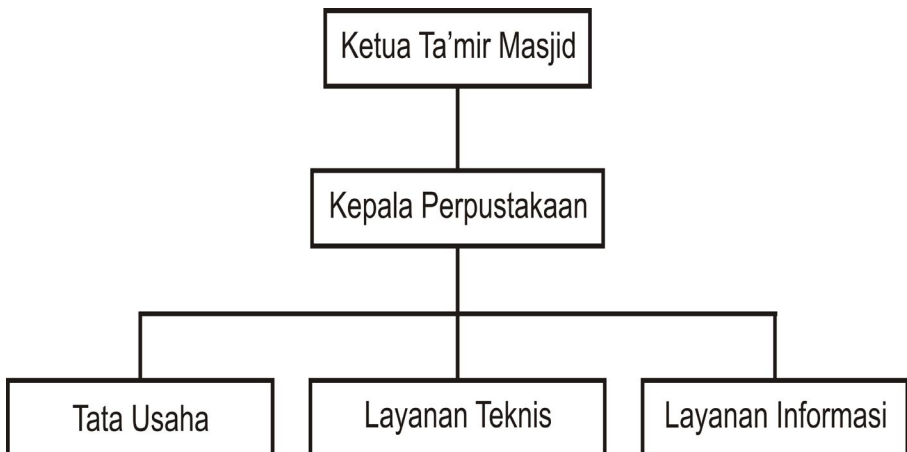 Ketua Ta’mir Masjid
Kepala Perpustakaan
Tata Usaha
Layanan Teknis
Layanan Informasi